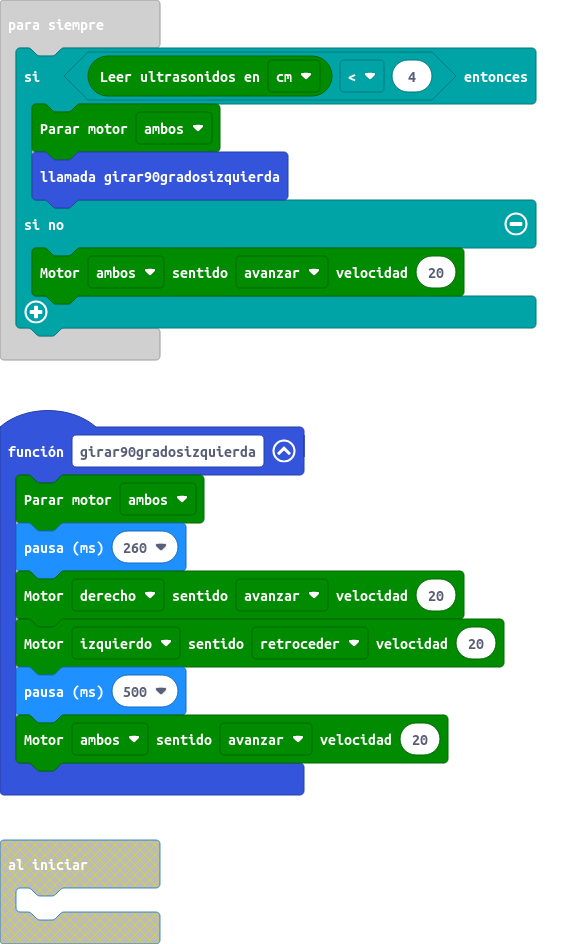 para siempre
si Leer ultrasonidos en cm < 4 entonces
Parar motor ambos
llamada girar90gradosizquierda
si no
Motor ambos sentido avanzar velocidad 20
función girar90gradosizquierda
Parar motor ambos
pausa (ms) 260
Motor derecho sentido avanzar velocidad 20
Motor izquierdo sentido retroceder velocidad 20
pausa (ms) 500
Motor ambos sentido avanzar velocidad 20
al iniciar